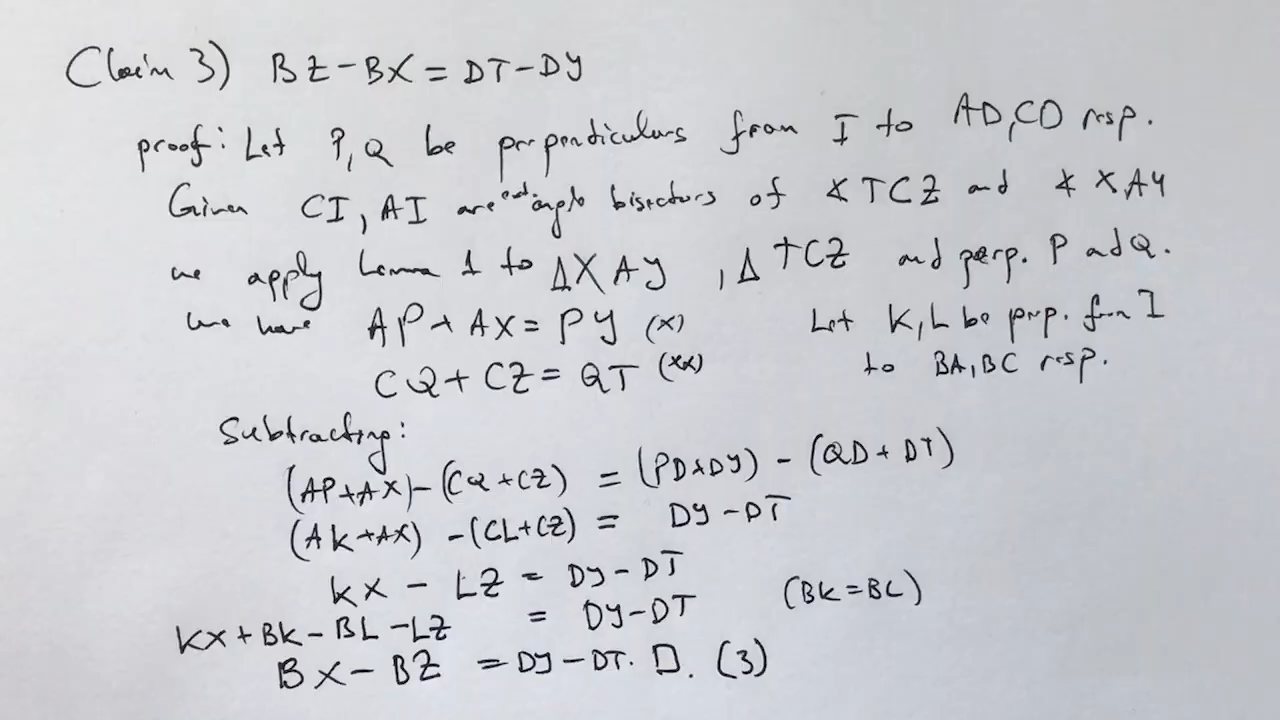 Claim 3) BZ-BX = DT-DY
proof: Let P, Q be perpendiculars from I to AD, CD resp.
Given CI, AI are ext angle bisectors of ∢ TCZ and ∢ XAY
we apply Lemma 1 to ΔXAY , Δ TCZ and perp. P and Q.
we have AP + AX = PY (x) Let K, L be perp. from I
CQ + CZ = QT (xx) to BA, BC resp.
Subtracting:
(AP+AX)-(CQ+CZ) = (PD+DY) - (QD + DT)
(AK+AX) -(CL+CZ) = DY - DT
KX - LZ = DY - DT
KX + BK - BL - LZ = DY-DT (BK=BL)
BX - BZ = DY - DT. □. (3)